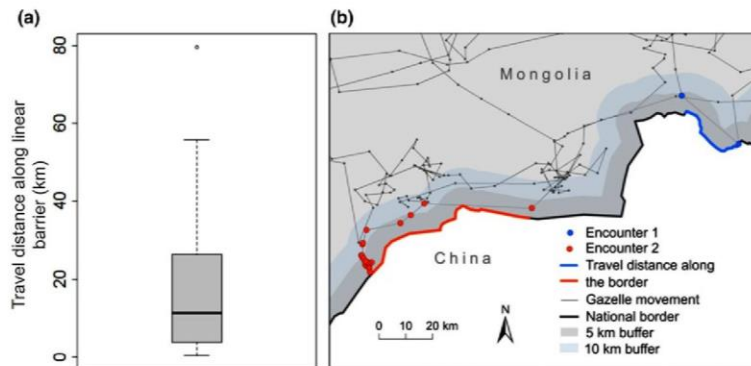 (a)
Travel distance along linear
barrier (km)
80
60
40
20
0
(b)
Mongolia
China
0 10 20 km
N
Encounter 1
Encounter 2
Travel distance along
the border
Gazelle movement
National border
5 km buffer
10 km buffer